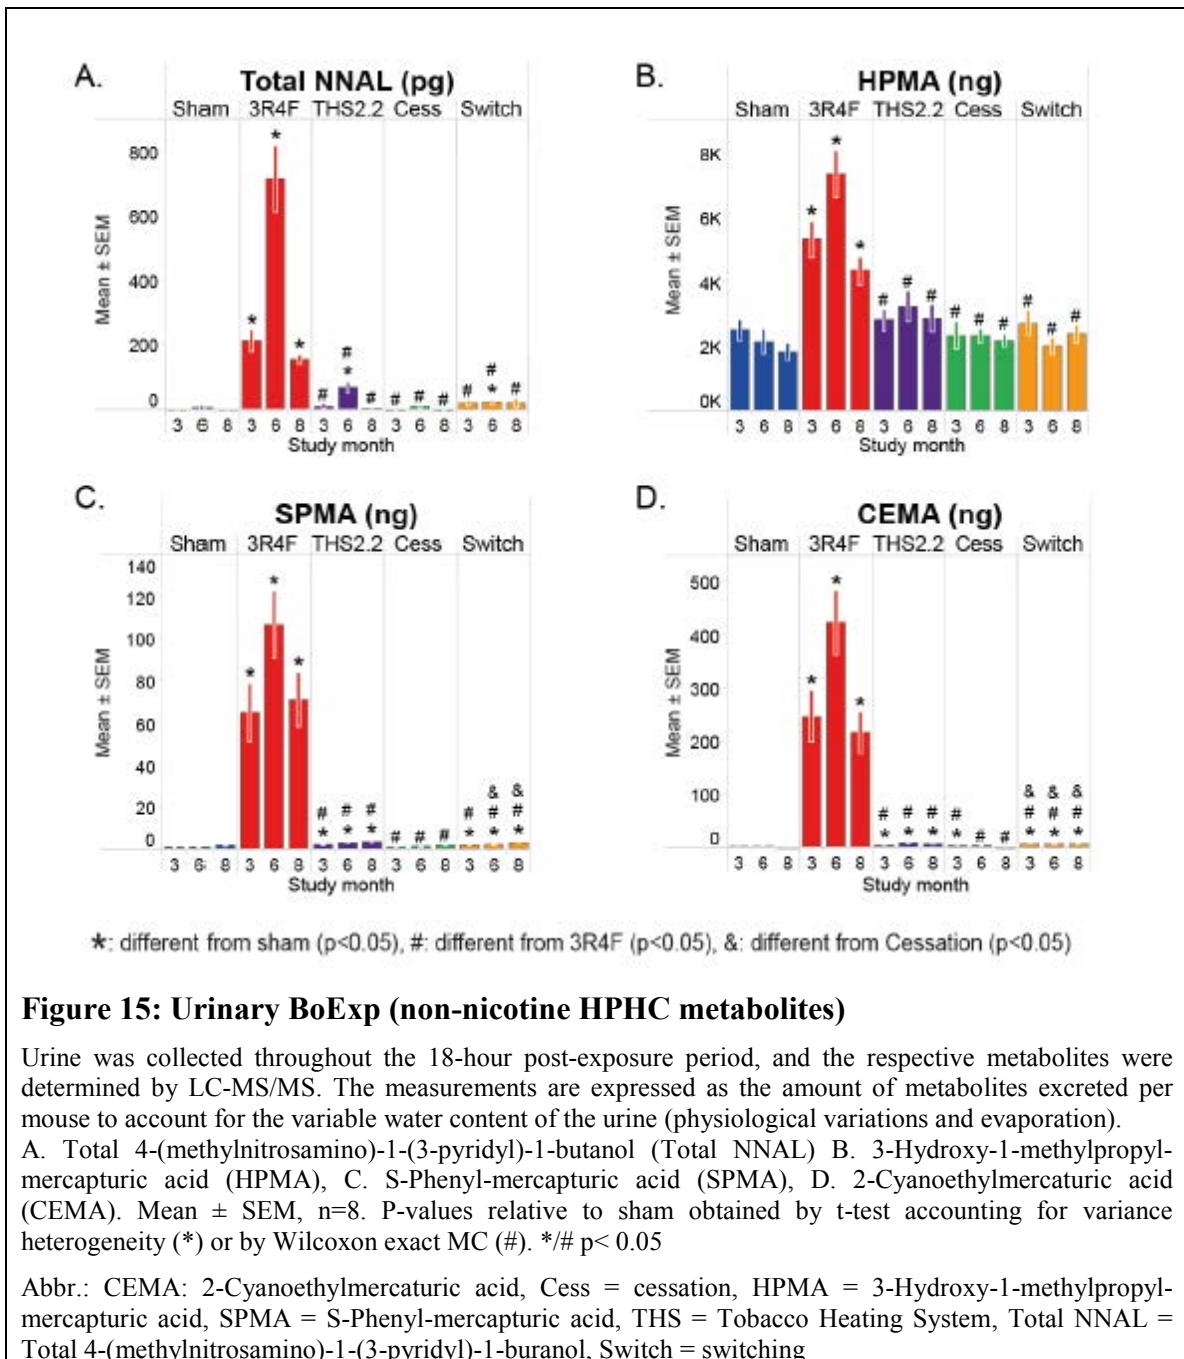 A.
Total NNAL (pg)
Sham 3R4F THS2.2 Cess Switch
Mean ± SEM
800
600
400
200
0
* * *
# # * #
# # #
# # * #
3 6 8 3 6 8 3 6 8 3 6 8 3 6 8
Study month
B.
HPMA (ng)
Sham 3R4F THS2.2 Cess Switch
Mean ± SEM
8K
6K
4K
2K
0K
* * *
# # #
# # #
# # #
3 6 8 3 6 8 3 6 8 3 6 8 3 6 8
Study month
C.
SPMA (ng)
Sham 3R4F THS2.2 Cess Switch
Mean ± SEM
140
120
100
80
60
40
20
0
* * *
# # #
* * *
# # #
& &
# # #
* * *
3 6 8 3 6 8 3 6 8 3 6 8 3 6 8
Study month
D.
CEMA (ng)
Sham 3R4F THS2.2 Cess Switch
Mean ± SEM
500
400
300
200
100
0
* * *
# # #
* * *
# # #
*
& & &
# # #
* * *
3 6 8 3 6 8 3 6 8 3 6 8 3 6 8
Study month
*: different from sham (p<0.05), #: different from 3R4F (p<0.05), &: different from Cessation (p<0.05)
Figure 15: Urinary BoExp (non-nicotine HPHC metabolites)
Urine was collected throughout the 18-hour post-exposure period, and the respective metabolites were
determined by LC-MS/MS. The measurements are expressed as the amount of metabolites excreted per
mouse to account for the variable water content of the urine (physiological variations and evaporation).
A. Total 4-(methylnitrosamino)-1-(3-pyridyl)-1-butanol (Total NNAL) B. 3-Hydroxy-1-methylpropyl-
mercapturic acid (HPMA), C. S-Phenyl-mercapturic acid (SPMA), D. 2-Cyanoethylmercaturic acid
(CEMA). Mean ± SEM, n=8. P-values relative to sham obtained by t-test accounting for variance
heterogeneity (*) or by Wilcoxon exact MC (#). */# p< 0.05
Abbr.: CEMA: 2-Cyanoethylmercaturic acid, Cess = cessation, HPMA = 3-Hydroxy-1-methylpropyl-
mercapturic acid, SPMA = S-Phenyl-mercapturic acid, THS = Tobacco Heating System, Total NNAL =
Total 4-(methylnitrosamino)-1-(3-pyridyl)-1-buranol, Switch = switching